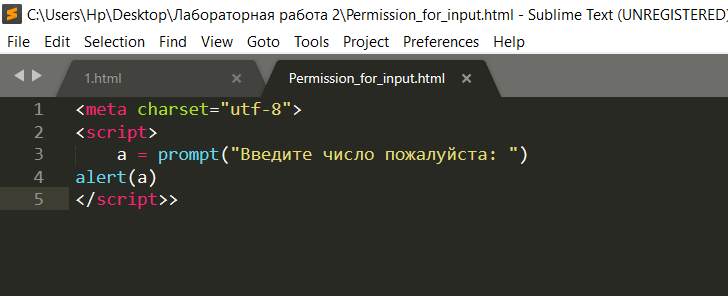 C:\Users\Hp\Desktop\Лабораторная работа 2\Permission_for_input.html - Sublime Text (UNREGISTERED)
File Edit Selection Find View Goto Tools Project Preferences Help
1.html × Permission_for_input.html ×
1 <meta charset="utf-8">
2 <script>
3 a = prompt("Введите число пожалуйста: ")
4 alert(a)
5 </script>>